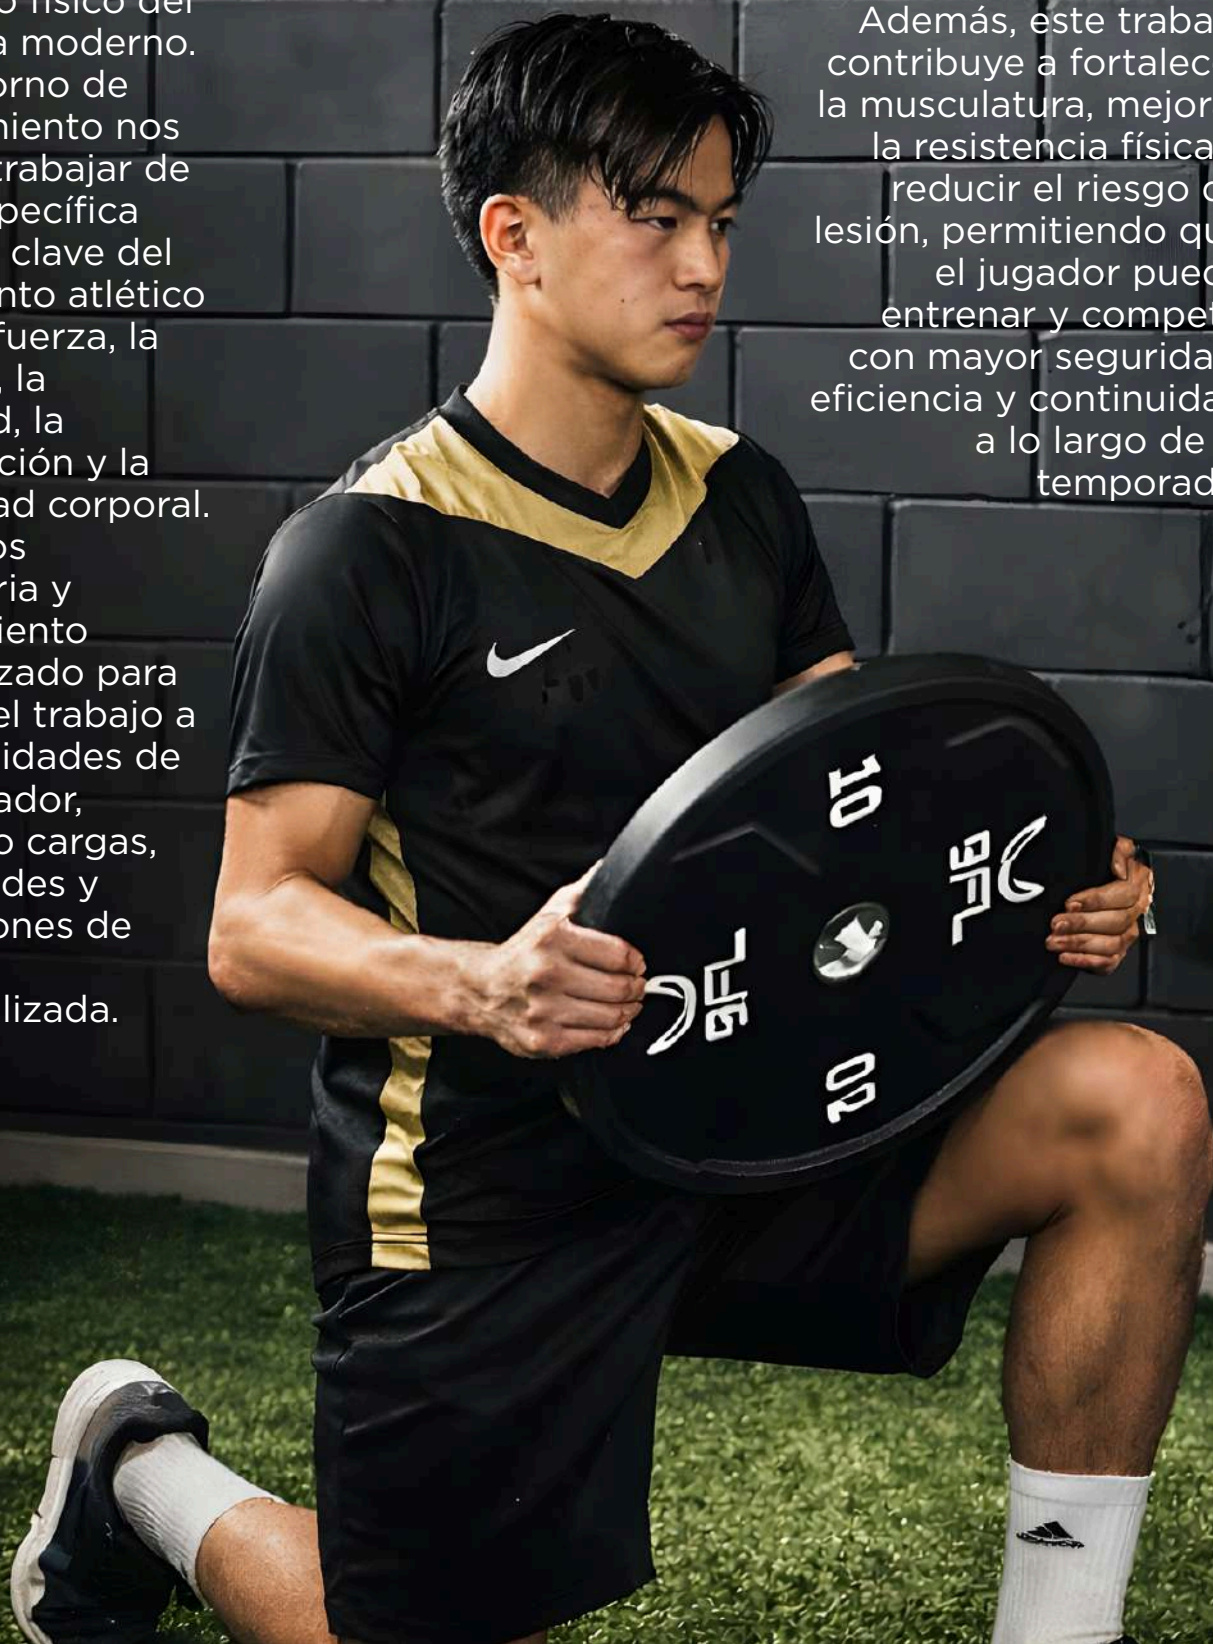 o físico del
a moderno.
orno de
miento nos
trabajar de
pecífica
clave del
nto atlético
fuerza, la
, la
d, la
ción y la
ad corporal.
os
ria y
iento
zado para
el trabajo a
idades de
ador,
o cargas,
des y
ones de
lizada.
Además, este traba
contribuye a fortalec
la musculatura, mejor
la resistencia física
reducir el riesgo
lesión, permitiendo qu
el jugador pued
entrenar y compet
con mayor segurida
eficiencia y continuida
a lo largo de
temporad
10
20